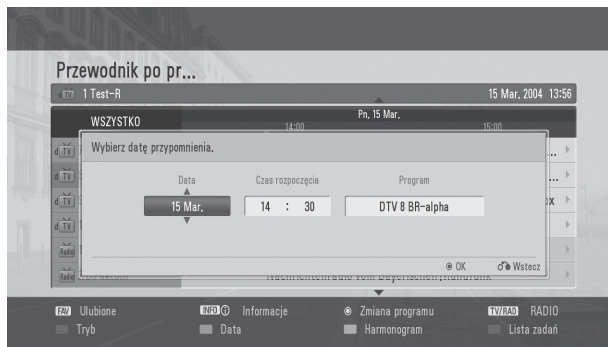 Przewodnik po pr...
dTV 1 Test-R 15 Mar. 2004 13:56
WSZYSTKO Pn. 15 Mar.
14:00 15:00
Wybierz datę przypomnienia.
Data Czas rozpoczęcia Program
15 Mar. 14 : 30 DTV 8 BR-alpha
OK Wstecz
Nachrichtenradio vom Bayerischen
FAV Ulubione INFO i Informacje Zmiana programu TV/RAD RADIO
Tryb Data Harmonogram Lista zadań